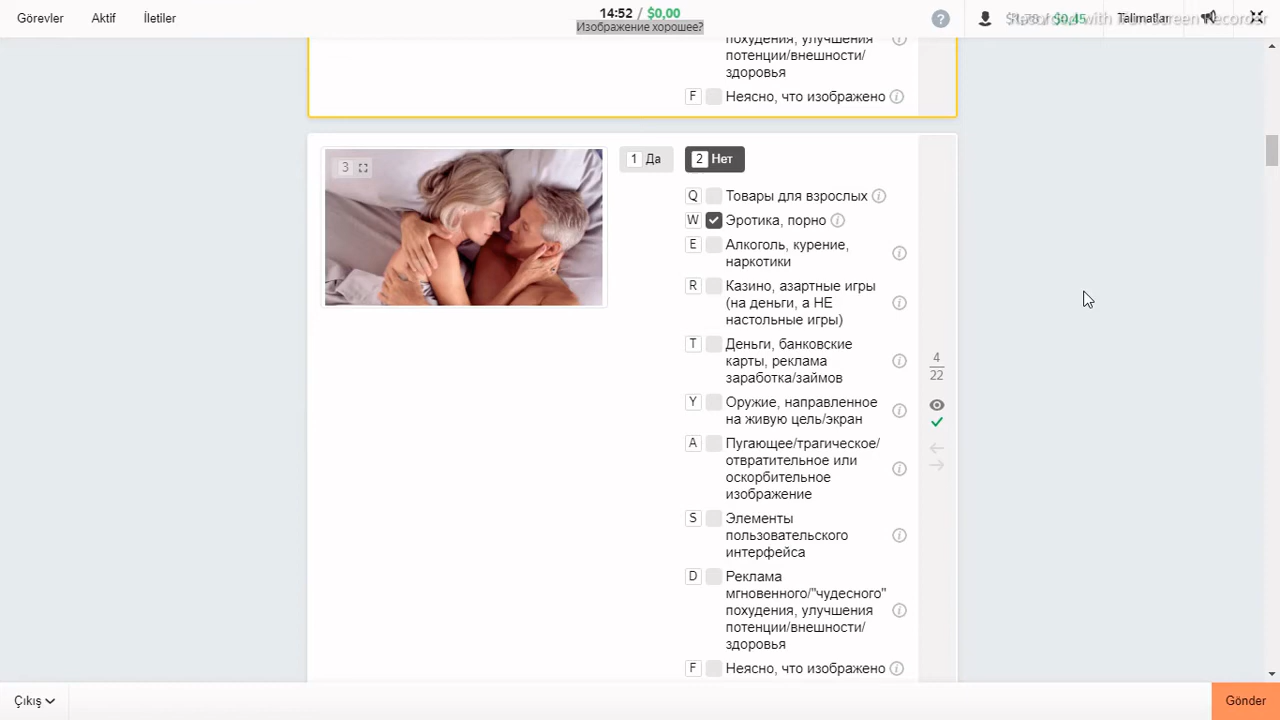 Görevler
Aktif
İletiler
14:52 / $0,00
Изображение хорошее?
Talimatlar
похудения, улучшения
потенции/внешности/
здоровья
F Неясно, что изображено
3
1 Да
2 Нет
Q Товары для взрослых
W Эротика, порно
E Алкоголь, курение,
наркотики
R Казино, азартные игры
(на деньги, а НЕ
настольные игры)
T Деньги, банковские
карты, реклама
заработка/займов
Y Оружие, направленное
на живую цель/экран
A Пугающее/трагическое/
отвратительное или
оскорбительное
изображение
S Элементы
пользовательского
интерфейса
D Реклама
мгновенного/"чудесного"
похудения, улучшения
потенции/внешности/
здоровья
F Неясно, что изображено
4
22
Çıkış
Gönder